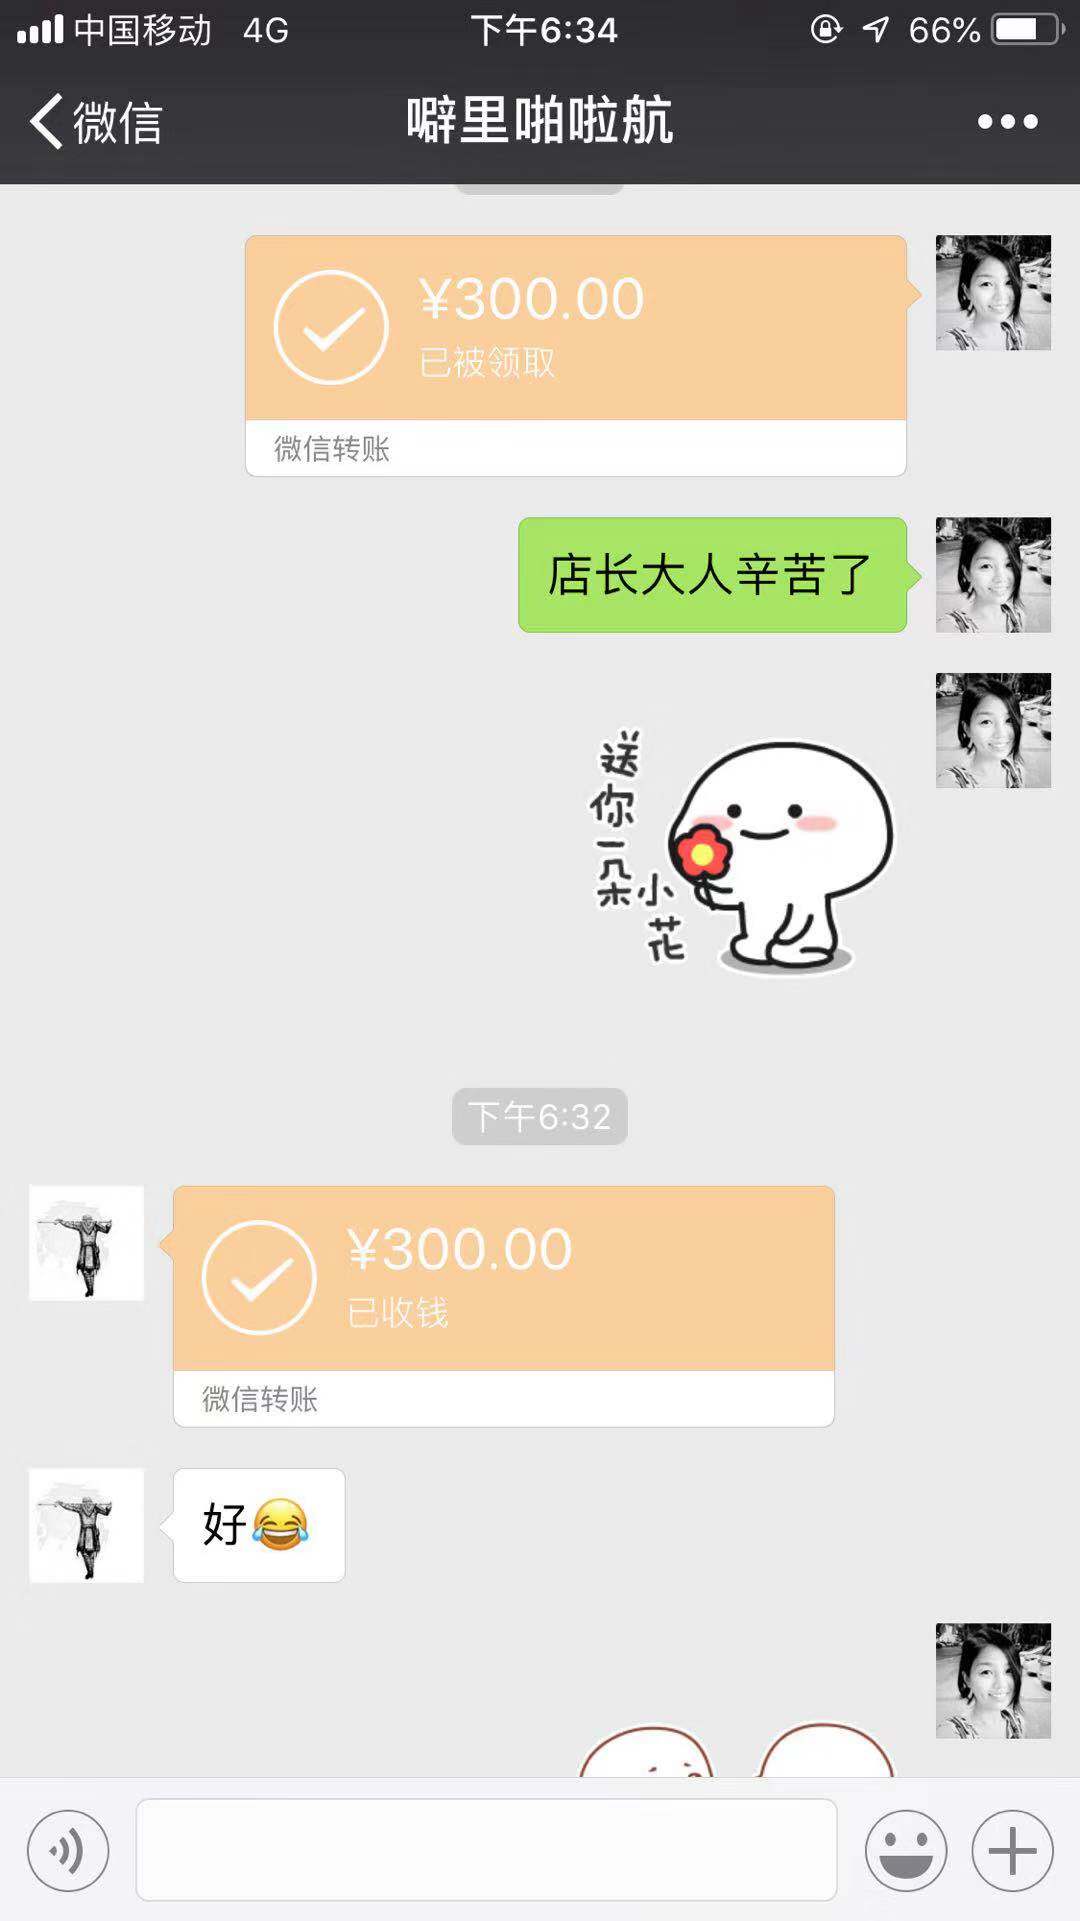 中国移动 4G 下午6:34 66%
微信 噼里啪啦航
¥300.00
已被领取
微信转账
店长大人辛苦了
送你一朵小花
下午6:32
¥300.00
已收钱
微信转账
好😂